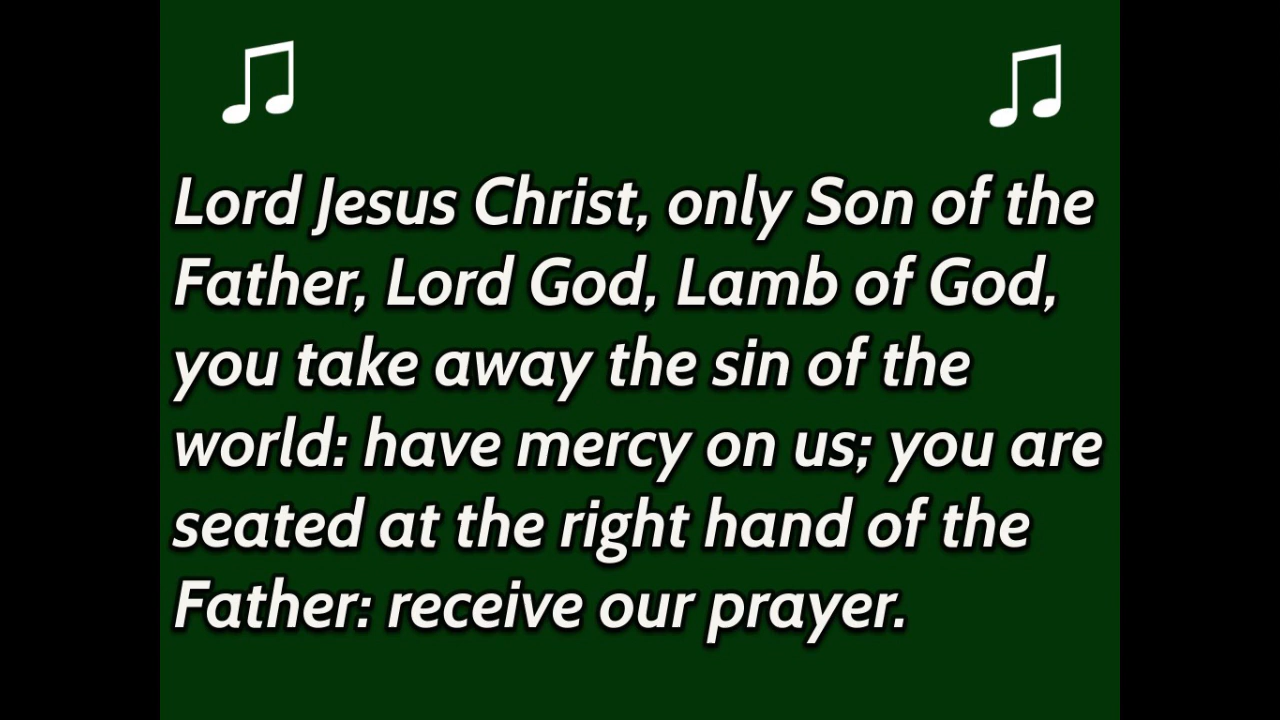 Lord Jesus Christ, only Son of the
Father, Lord God, Lamb of God,
you take away the sin of the
world: have mercy on us; you are
seated at the right hand of the
Father: receive our prayer.